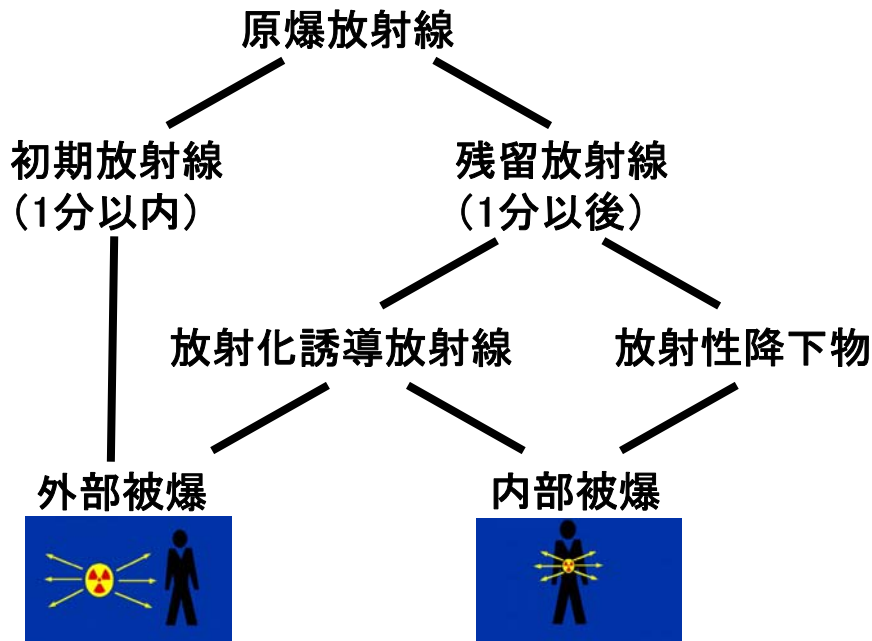 原爆放射線
初期放射線
(1分以内)
残留放射線
(1分以後)
放射化誘導放射線
放射性降下物
外部被爆
内部被爆